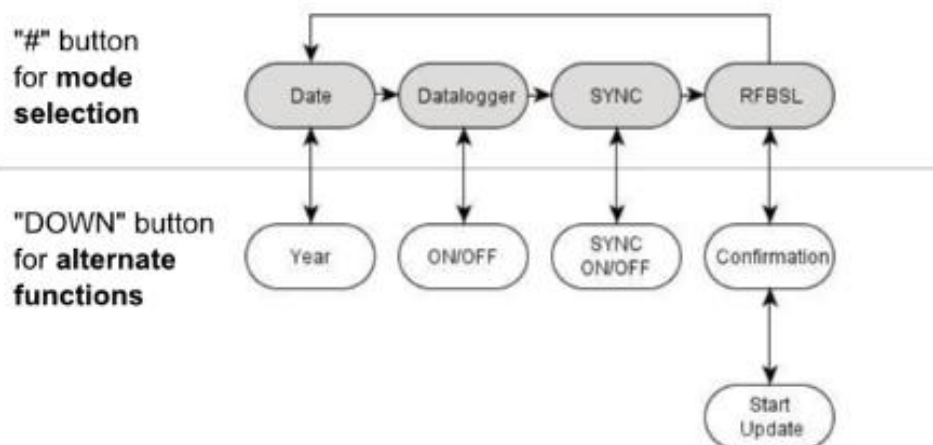 "#" button
for mode
selection
Date
Datalogger
SYNC
RFBSL
"DOWN" button
for alternate
functions
Year
ON/OFF
SYNC
ON/OFF
Confirmation
Start
Update